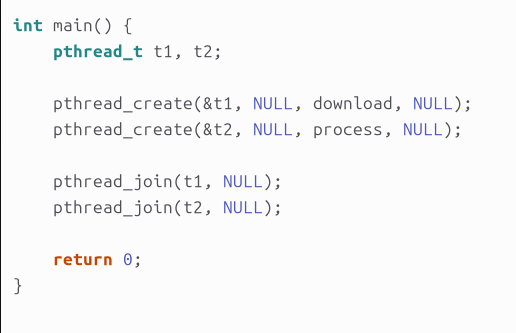 int main() {
    pthread_t t1, t2;

    pthread_create(&t1, NULL, download, NULL);
    pthread_create(&t2, NULL, process, NULL);

    pthread_join(t1, NULL);
    pthread_join(t2, NULL);

    return 0;
}